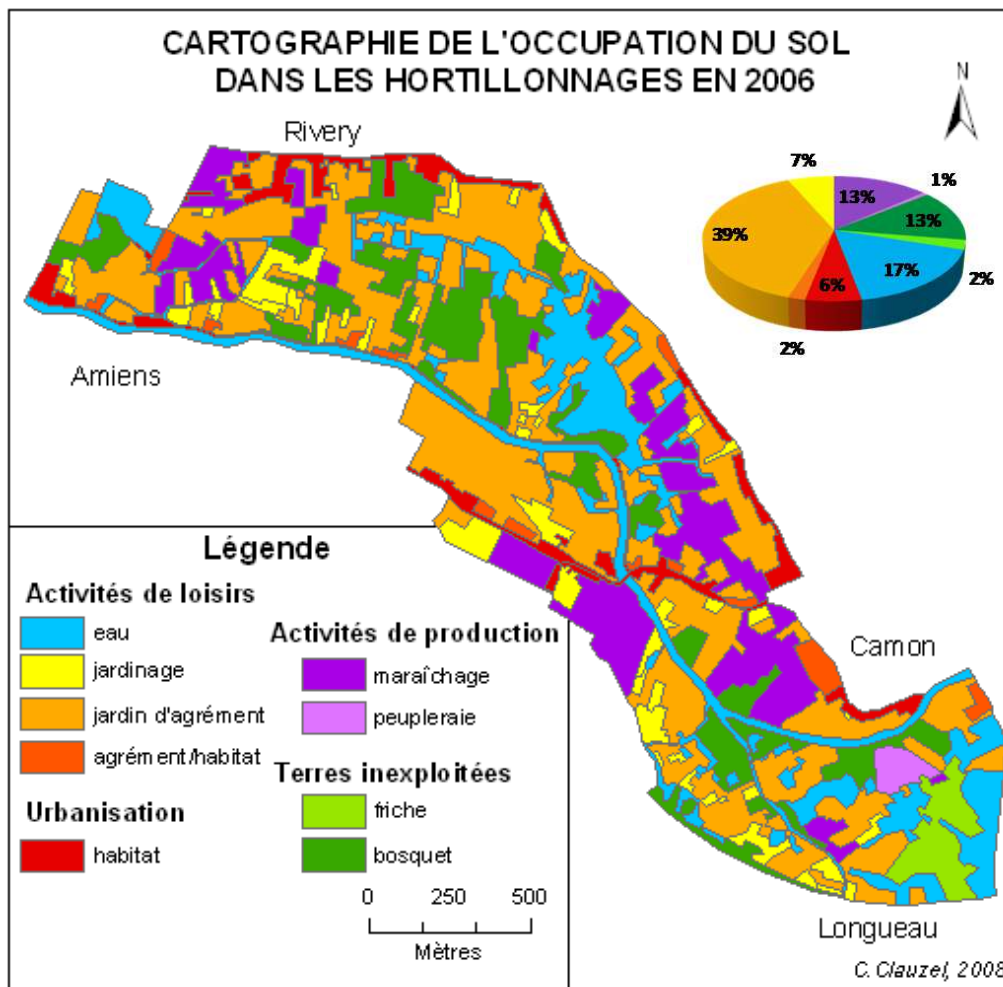 CARTOGRAPHIE DE L'OCCUPATION DU SOL
DANS LES HORTILLONNAGES EN 2006
N
Rivery
7%
13%
1%
13%
39%
17%
6%
2%
2%
Amiens
Camon
Longueau
Légende
Activités de loisirs
eau
jardinage
jardin d'agrément
agrément/habitat
Urbanisation
habitat
Activités de production
maraîchage
peupleraie
Terres inexploitées
friche
bosquet
0 250 500
Mètres
C. Clauzel, 2008